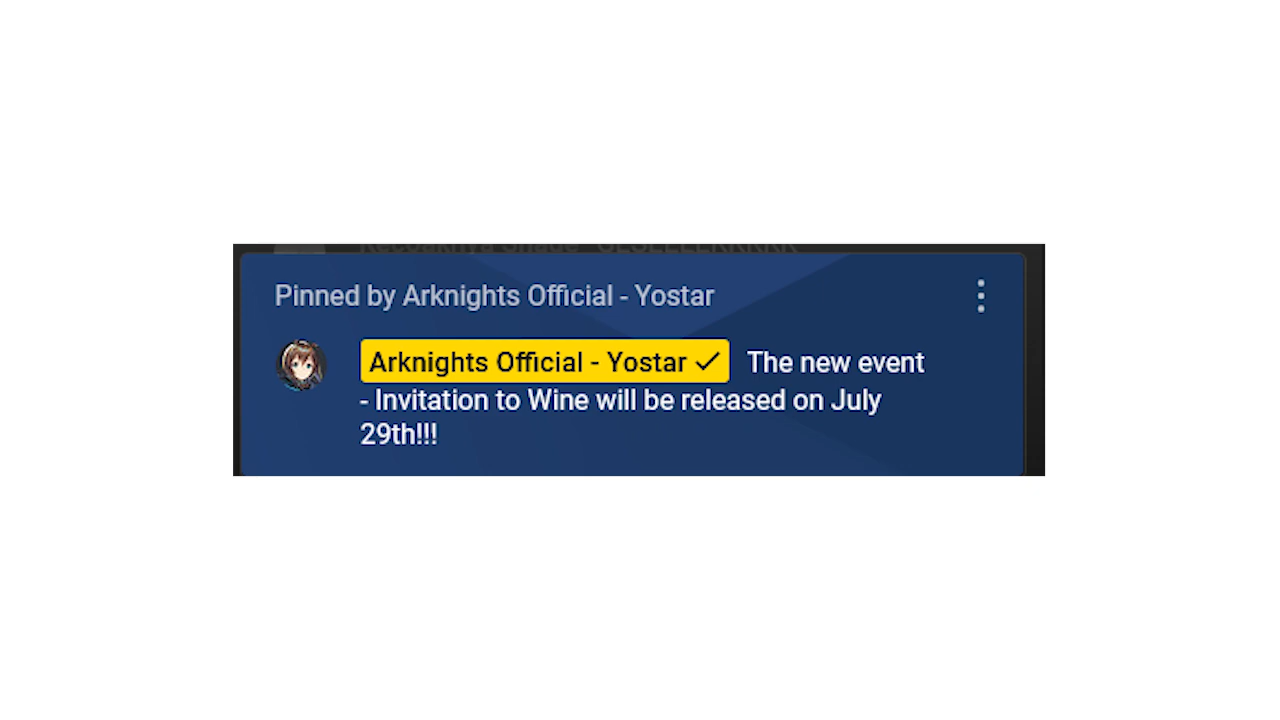 Pinned by Arknights Official - Yostar
Arknights Official - Yostar ✓ The new event
- Invitation to Wine will be released on July
29th!!!